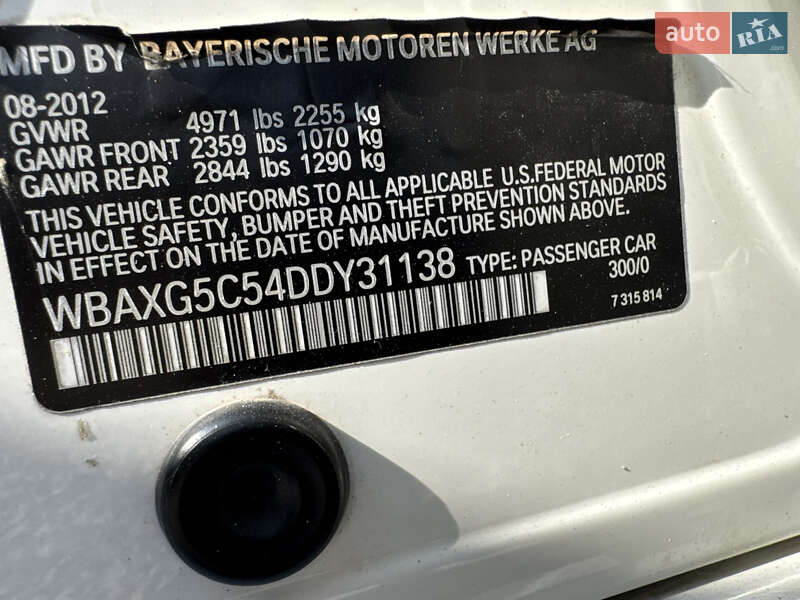 MFD BY BAYERISCHE MOTOREN WERKE AG
08-2012
GVWR 4971 lbs 2255 kg
GAWR FRONT 2359 lbs 1070 kg
GAWR REAR 2844 lbs 1290 kg
THIS VEHICLE CONFORMS TO ALL APPLICABLE U.S.FEDERAL MOTOR
VEHICLE SAFETY, BUMPER AND THEFT PREVENTION STANDARDS
IN EFFECT ON THE DATE OF MANUFACTURE SHOWN ABOVE.
WBAXG5C54DDY31138 TYPE: PASSENGER CAR
300/0
7 315 814
auto RIA
.com